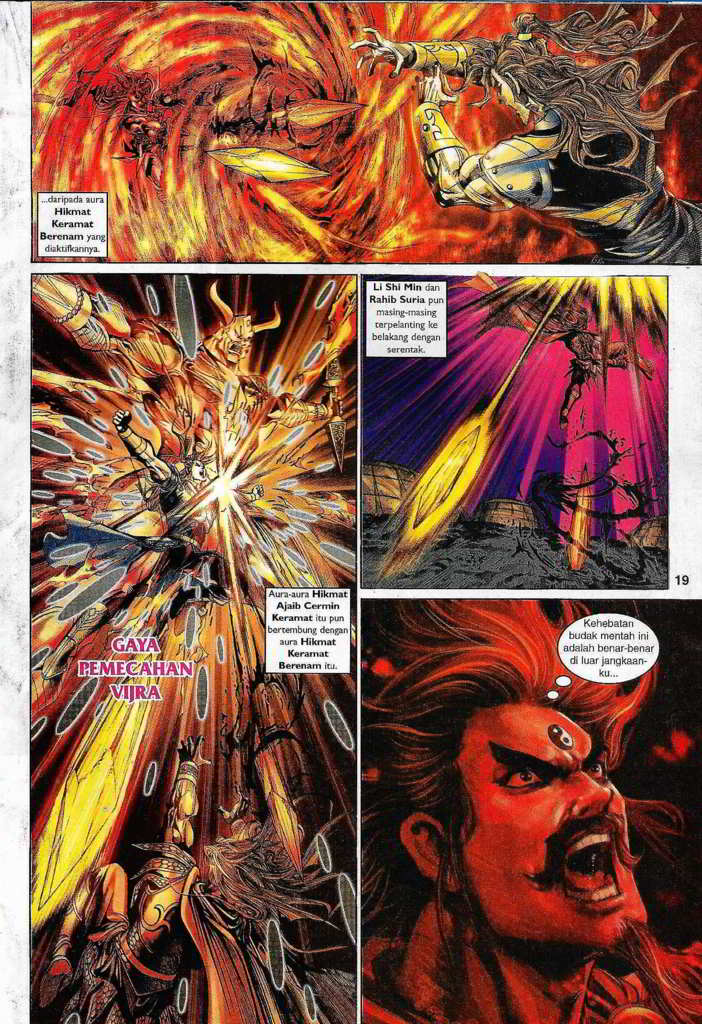 ...daripada aura
Hikmat
Keramat
Berenam yang
diaktifkannya.
Li Shi Min dan
Rahib Suria pun
masing-masing
terpelanting ke
belakang dengan
serentak.
Aura-aura Hikmat
Ajaib Cermin
Keramat itu pun
bertembung dengan
aura Hikmat
Keramat
Berenam itu.
GAYA
PEMECAHAN
VIJRA
19
Kehebatan
budak mentah ini
adalah benar-benar
di luar jangkaan-
ku...